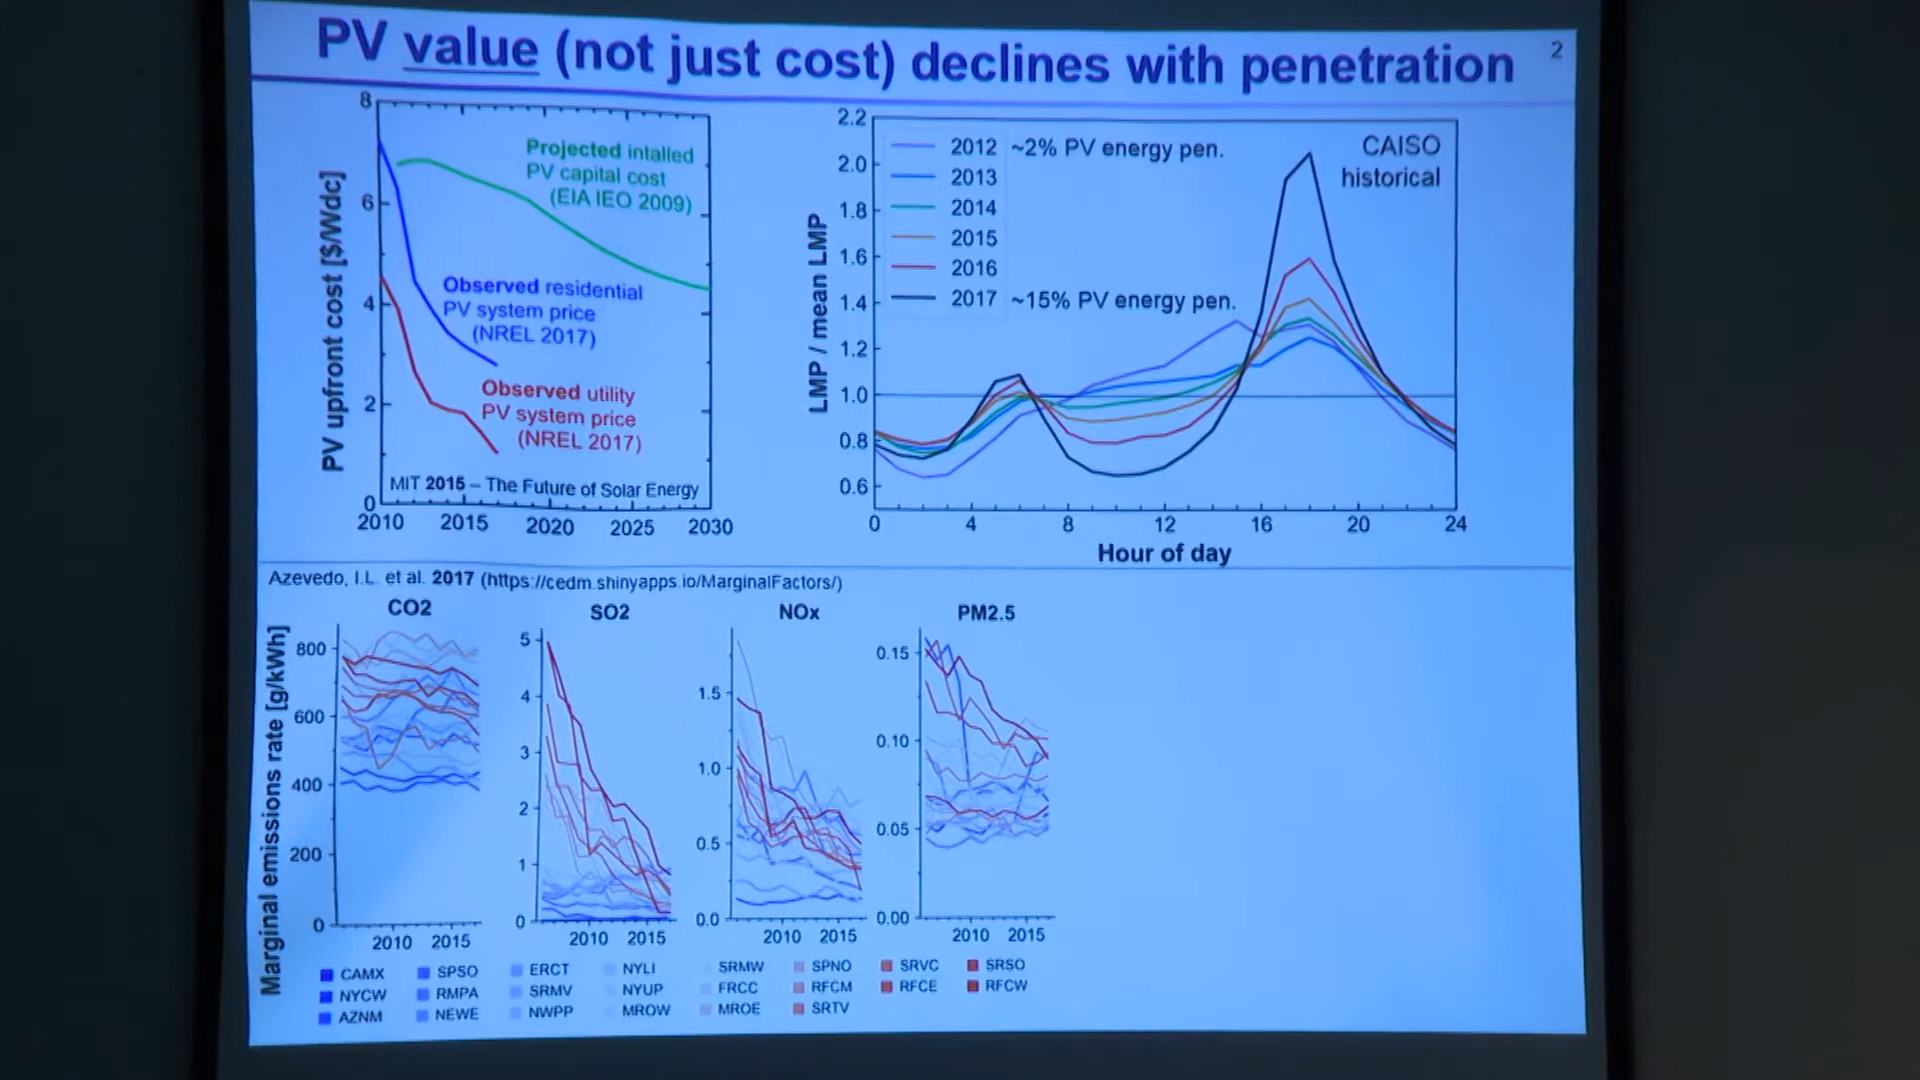 PV value (not just cost) declines with penetration
2
8
6
4
2
0
PV upfront cost [$/Wdc]
Projected intalled
PV capital cost
(EIA IEO 2009)
Observed residential
PV system price
(NREL 2017)
Observed utility
PV system price
(NREL 2017)
MIT 2015 – The Future of Solar Energy
2010 2015 2020 2025 2030
2.2
2.0
1.8
1.6
1.4
1.2
1.0
0.8
0.6
LMP / mean LMP
2012 ~2% PV energy pen.
2013
2014
2015
2016
2017 ~15% PV energy pen.
CAISO
historical
0 4 8 12 16 20 24
Hour of day
Azevedo, I.L. et al. 2017 (https://cedm.shinyapps.io/MarginalFactors/)
Marginal emissions rate [g/kWh]
CO2
800
600
400
200
0
2010 2015
SO2
5
4
3
2
1
0
2010 2015
NOx
1.5
1.0
0.5
0.0
2010 2015
PM2.5
0.15
0.10
0.05
0.00
2010 2015
CAMX SPSO ERCT NYLI SRMW SPNO SRVC SRSO
NYCW RMPA SRMV NYUP FRCC RFCM RFCE RFCW
AZNM NEWE NWPP MROW MROE SRTV